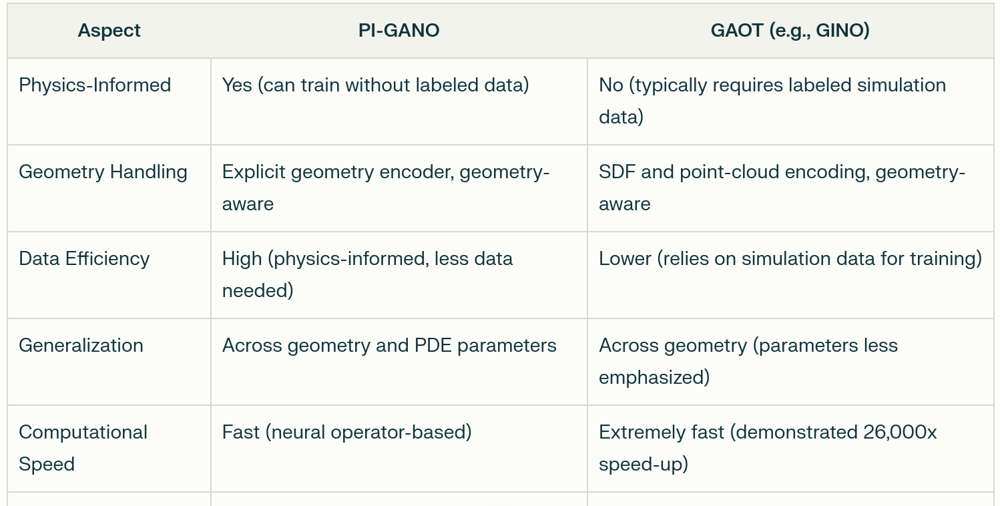 Aspect
PI-GANO
GAOT (e.g., GINO)
Physics-Informed
Yes (can train without labeled data)
No (typically requires labeled simulation
data)
Geometry Handling
Explicit geometry encoder, geometry-
aware
SDF and point-cloud encoding, geometry-
aware
Data Efficiency
High (physics-informed, less data
needed)
Lower (relies on simulation data for training)
Generalization
Across geometry and PDE parameters
Across geometry (parameters less
emphasized)
Computational
Speed
Fast (neural operator-based)
Extremely fast (demonstrated 26,000x
speed-up)